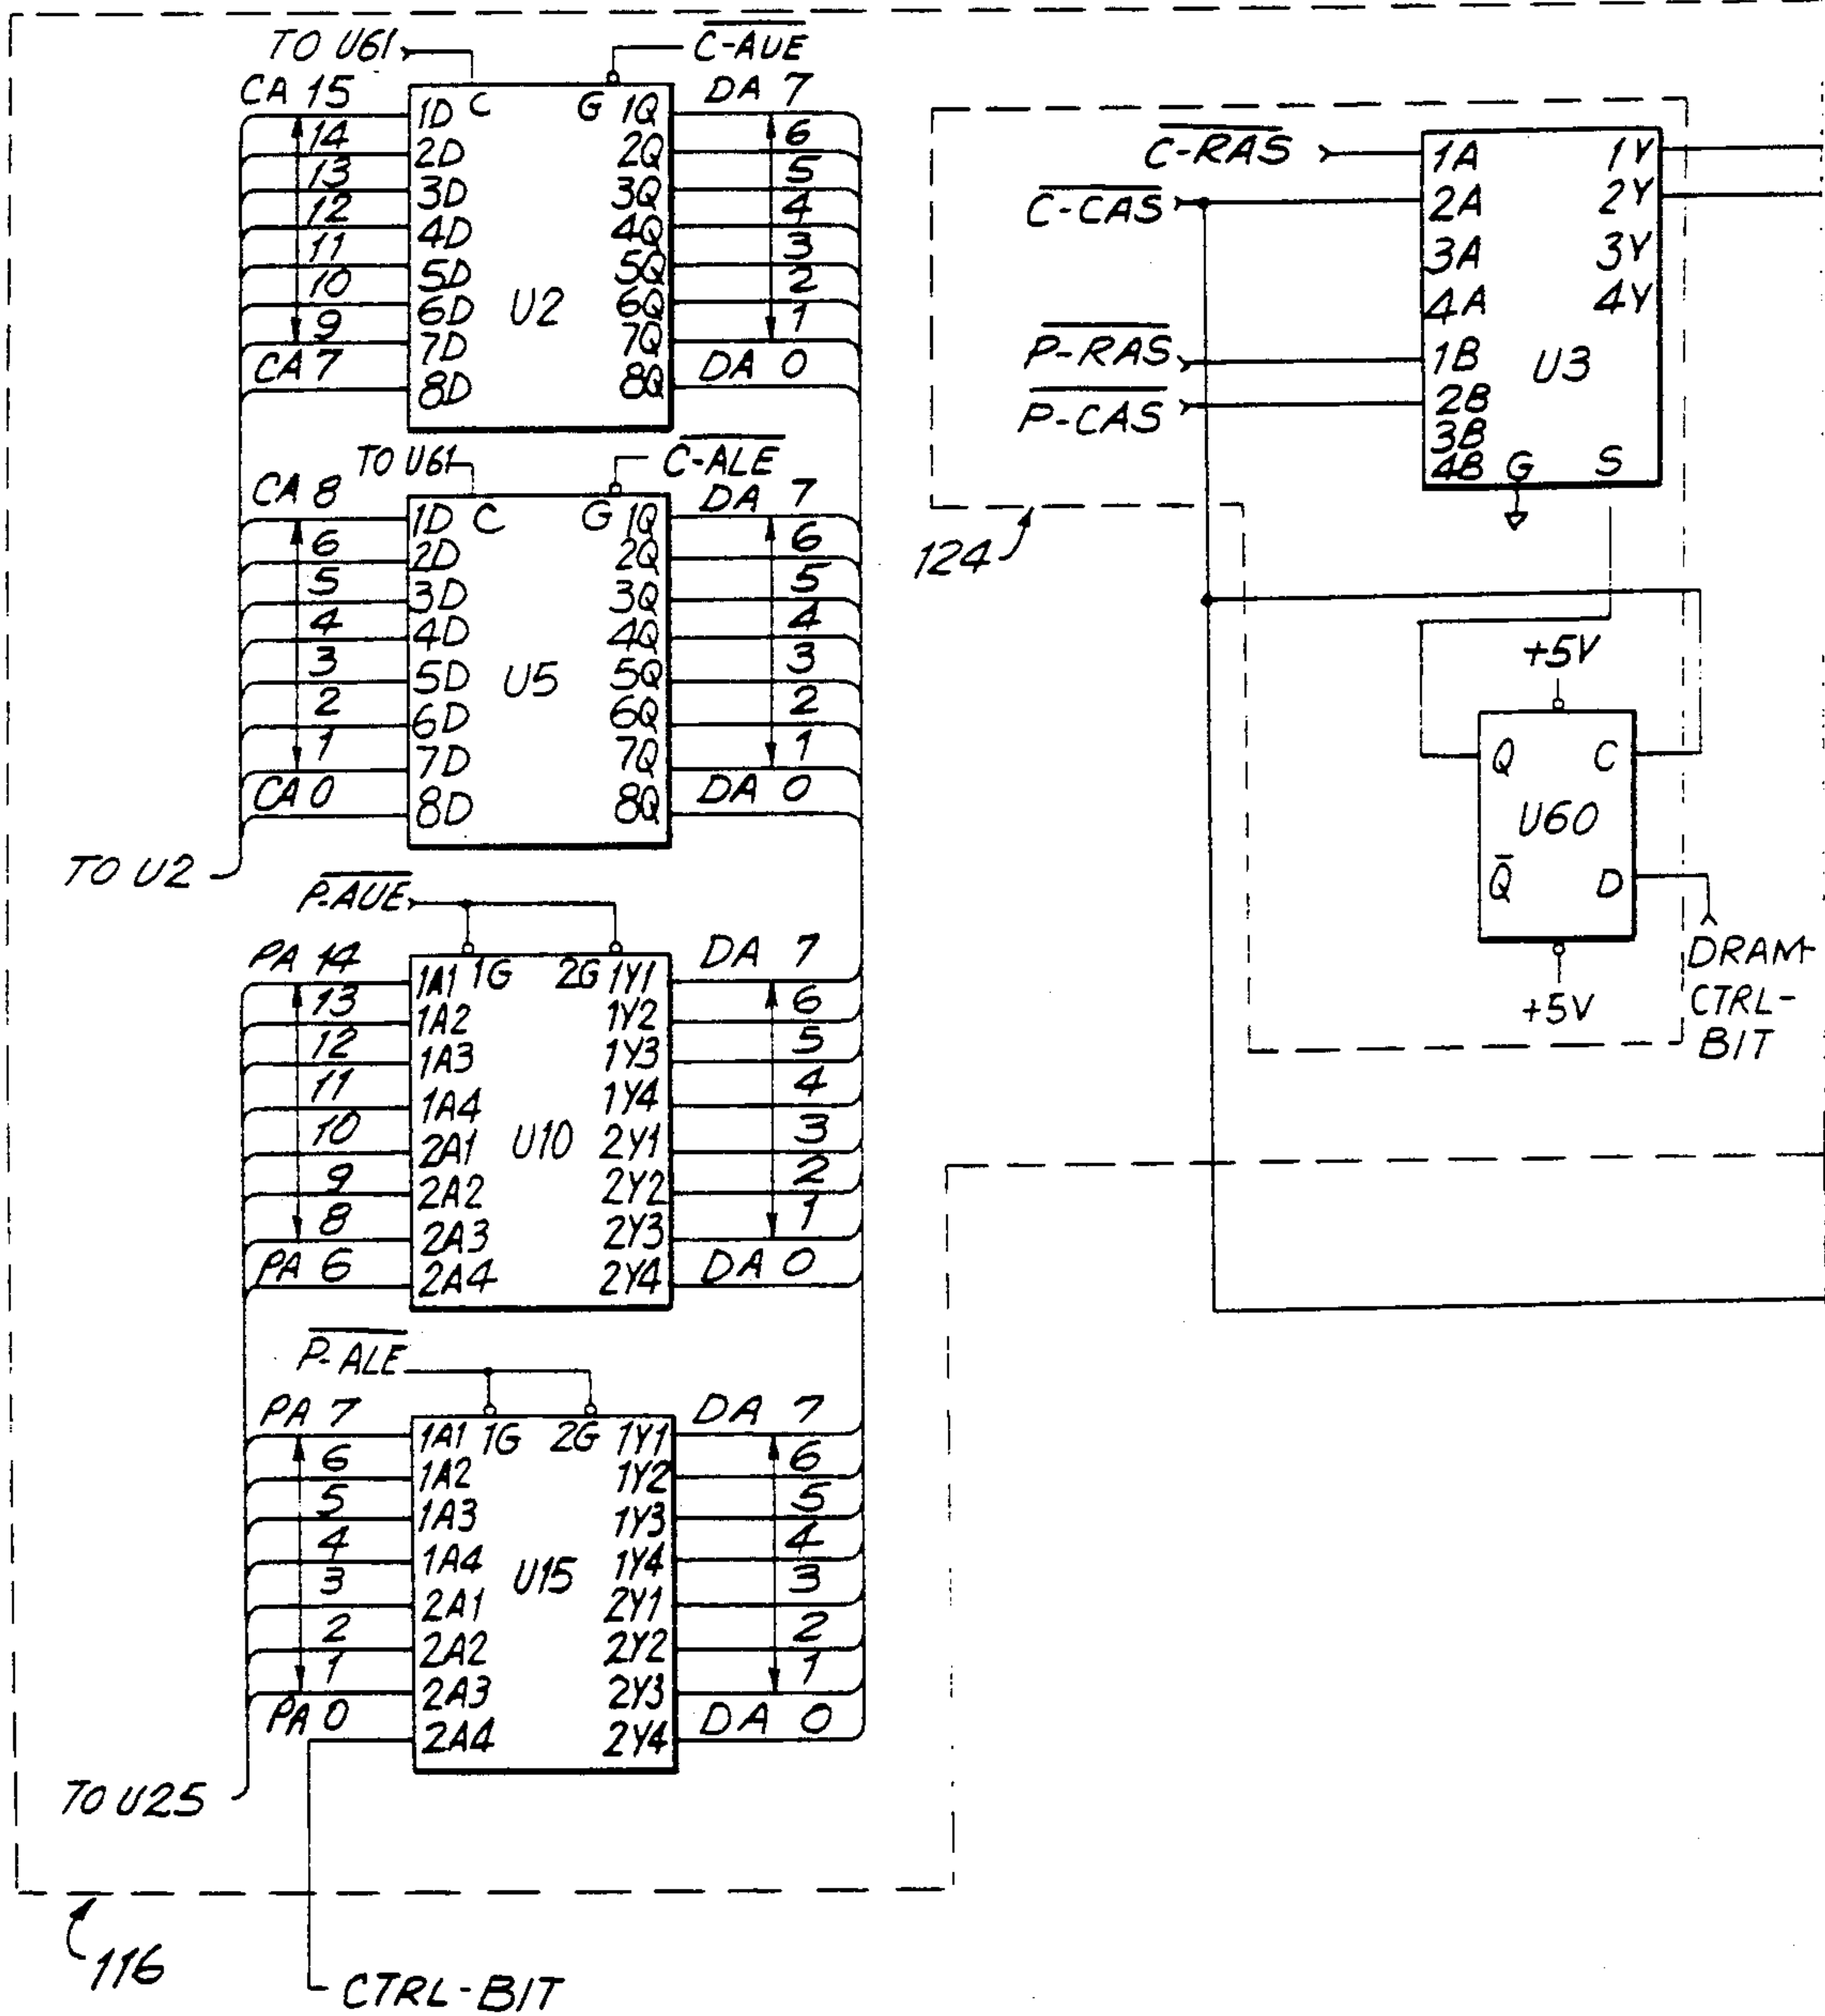 TO U61
C-AUE
CA 15
14
13
12
11
10
9
CA 7
1D C G 1Q
2D 2Q
3D 3Q
4D 4Q
5D 5Q
6D 6Q
7D 7Q
8D 8Q
U2
DA 7
6
5
4
3
2
1
DA 0
TO U61
C-ALE
CA 8
6
5
4
3
2
1
CA 0
1D C G 1Q
2D 2Q
3D 3Q
4D 4Q
5D 5Q
6D 6Q
7D 7Q
8D 8Q
U5
DA 7
6
5
4
3
2
1
DA 0
TO U2
P-AUE
PA 14
13
12
11
10
9
8
PA 6
1A1 1G 2G 1Y1
1A2 1Y2
1A3 1Y3
1A4 1Y4
2A1 2Y1
2A2 2Y2
2A3 2Y3
2A4 2Y4
U10
DA 7
6
5
4
3
2
1
DA 0
P-ALE
PA 7
6
5
4
3
2
1
PA 0
1A1 1G 2G 1Y1
1A2 1Y2
1A3 1Y3
1A4 1Y4
2A1 2Y1
2A2 2Y2
2A3 2Y3
2A4 2Y4
U15
DA 7
6
5
4
3
2
1
DA 0
TO U25
116
CTRL-BIT
C-RAS
C-CAS
P-RAS
P-CAS
1A 1Y
2A 2Y
3A 3Y
4A 4Y
1B U3
2B
3B
4B G S
124
+5V
Q C
U60
Q̄ D
+5V
DRAM-
CTRL-
BIT